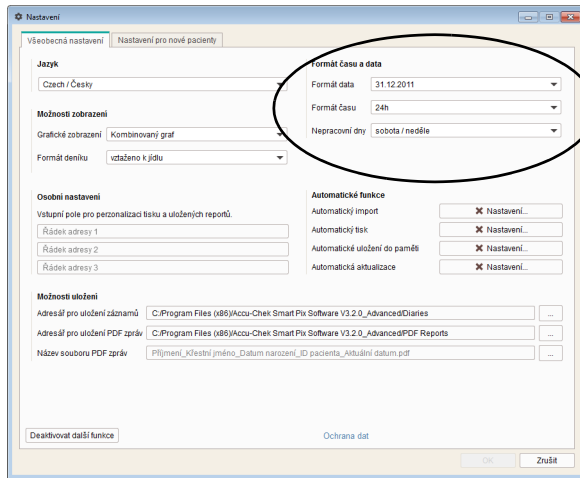 Nastavení
Všeobecná nastavení
Nastavení pro nové pacienty
Jazyk
Czech / Česky
Možnosti zobrazení
Grafické zobrazení Kombinovaný graf
Formát deníku vztaženo k jídlu
Formát času a data
Formát data 31.12.2011
Formát času 24h
Nepracovní dny sobota / neděle
Osobní nastavení
Vstupní pole pro personalizaci tisku a uložených reportů.
Řádek adresy 1
Řádek adresy 2
Řádek adresy 3
Automatické funkce
Automatický import Nastavení...
Automatický tisk Nastavení...
Automatické uložení do paměti Nastavení...
Automatická aktualizace Nastavení...
Možnosti uložení
Adresář pro uložení záznamů C:/Program Files (x86)/Accu-Chek Smart Pix Software V3.2.0_Advanced/Diaries ...
Adresář pro uložení PDF zpráv C:/Program Files (x86)/Accu-Chek Smart Pix Software V3.2.0_Advanced/PDF Reports ...
Název souboru PDF zpráv Příjmení_Křestní jméno_Datum narození_ID pacienta_Aktuální datum.pdf ...
Deaktivovat další funkce
Ochrana dat
OK
Zrušit